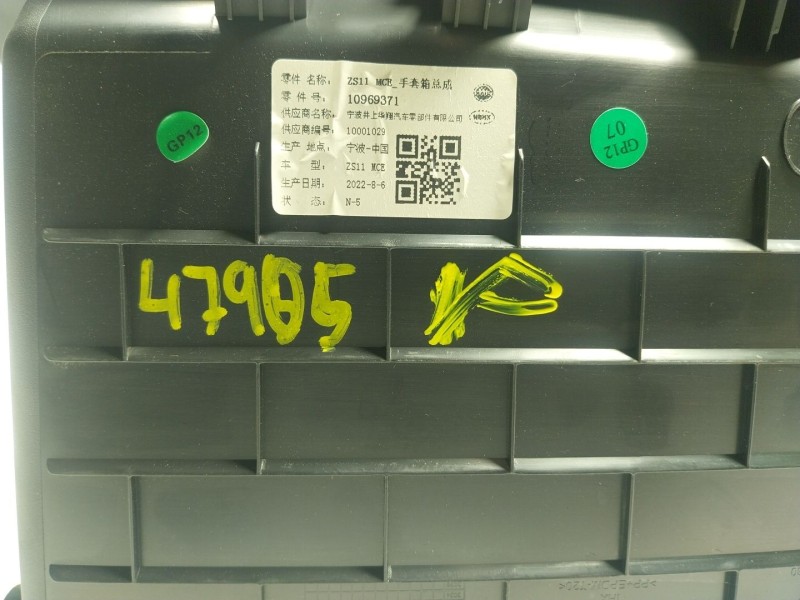 零件名称： ZS11 MCE_手套箱总成
零件号： 10969371
供应商名称： 宁波井上华翔汽车零部件有限公司
供应商编号： 10001029
生产 地点： 宁波-中国
车 型： ZS11 MCE
生产日期： 2022-8-6
状 态： N-5
GP12
GP12
07
47905